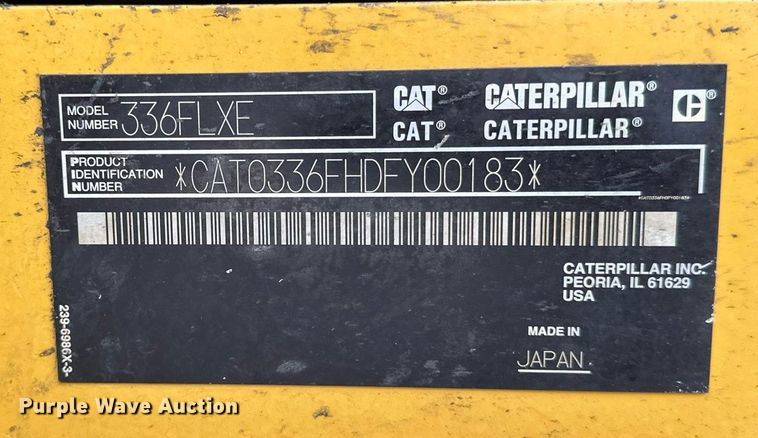 MODEL NUMBER 336FLXE
CAT® CATERPILLAR®
CAT® CATERPILLAR®
C®
PRODUCT IDENTIFICATION NUMBER *CAT0336FHDFY00183*
*CAT0336FHDFY00183*
CATERPILLAR INC.
PEORIA, IL 61629
USA
MADE IN
JAPAN
239-6986X-3-
Purple Wave Auction